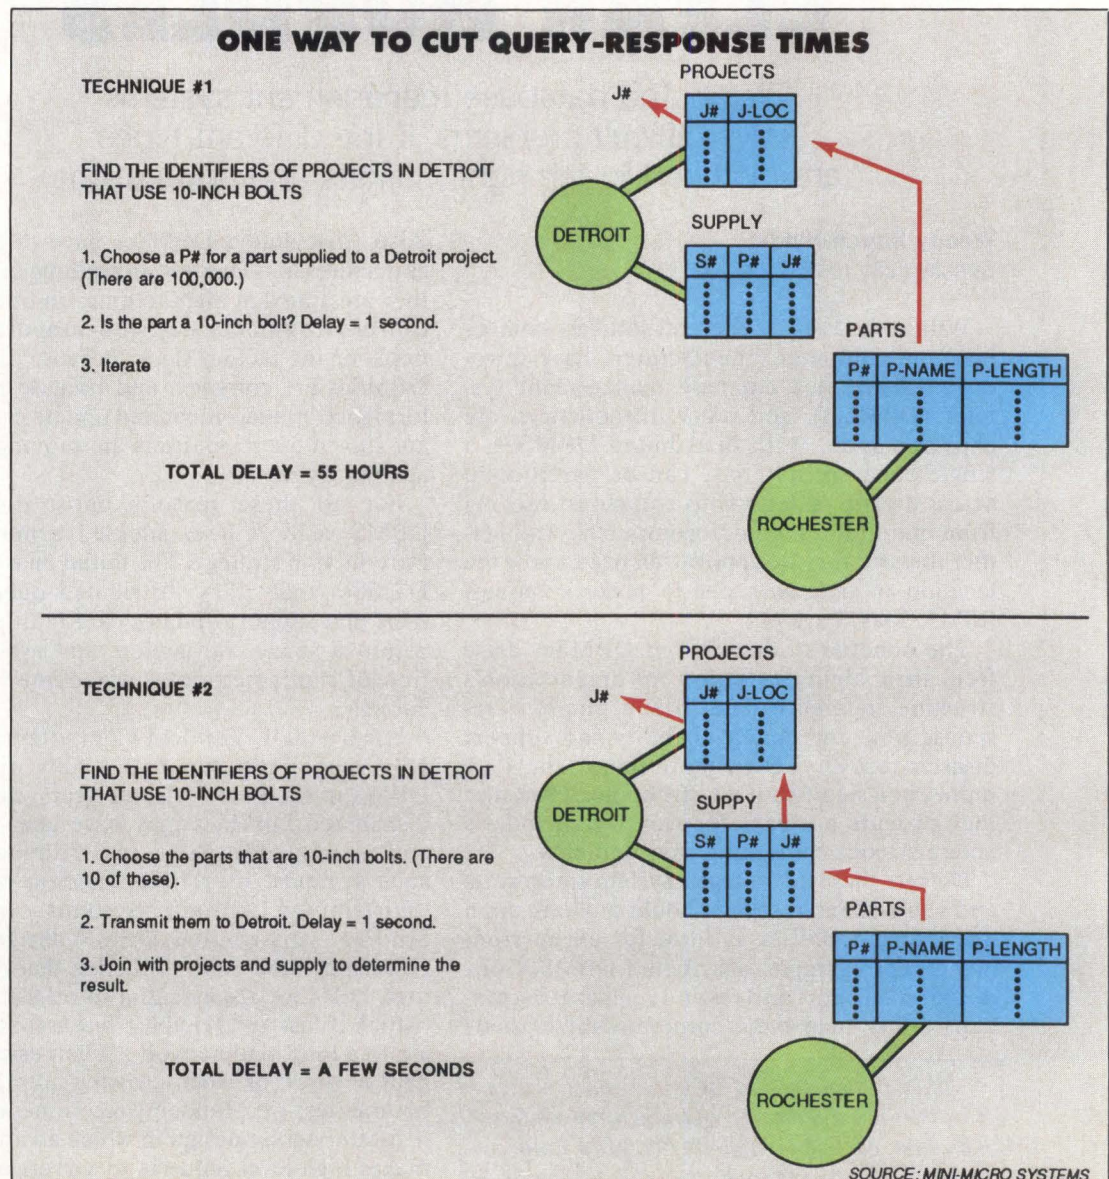 ONE WAY TO CUT QUERY-RESPONSE TIMES
TECHNIQUE #1
FIND THE IDENTIFIERS OF PROJECTS IN DETROIT
THAT USE 10-INCH BOLTS
1. Choose a P# for a part supplied to a Detroit project.
(There are 100,000.)
2. Is the part a 10-inch bolt? Delay = 1 second.
3. Iterate
TOTAL DELAY = 55 HOURS
PROJECTS
J#
J# J-LOC
DETROIT
SUPPLY
S# P# J#
PARTS
P# P-NAME P-LENGTH
ROCHESTER
TECHNIQUE #2
FIND THE IDENTIFIERS OF PROJECTS IN DETROIT
THAT USE 10-INCH BOLTS
1. Choose the parts that are 10-inch bolts. (There are
10 of these).
2. Transmit them to Detroit. Delay = 1 second.
3. Join with projects and supply to determine the
result.
TOTAL DELAY = A FEW SECONDS
PROJECTS
J#
J# J-LOC
DETROIT
SUPPY
S# P# J#
PARTS
P# P-NAME P-LENGTH
ROCHESTER
SOURCE: MINI-MICRO SYSTEMS